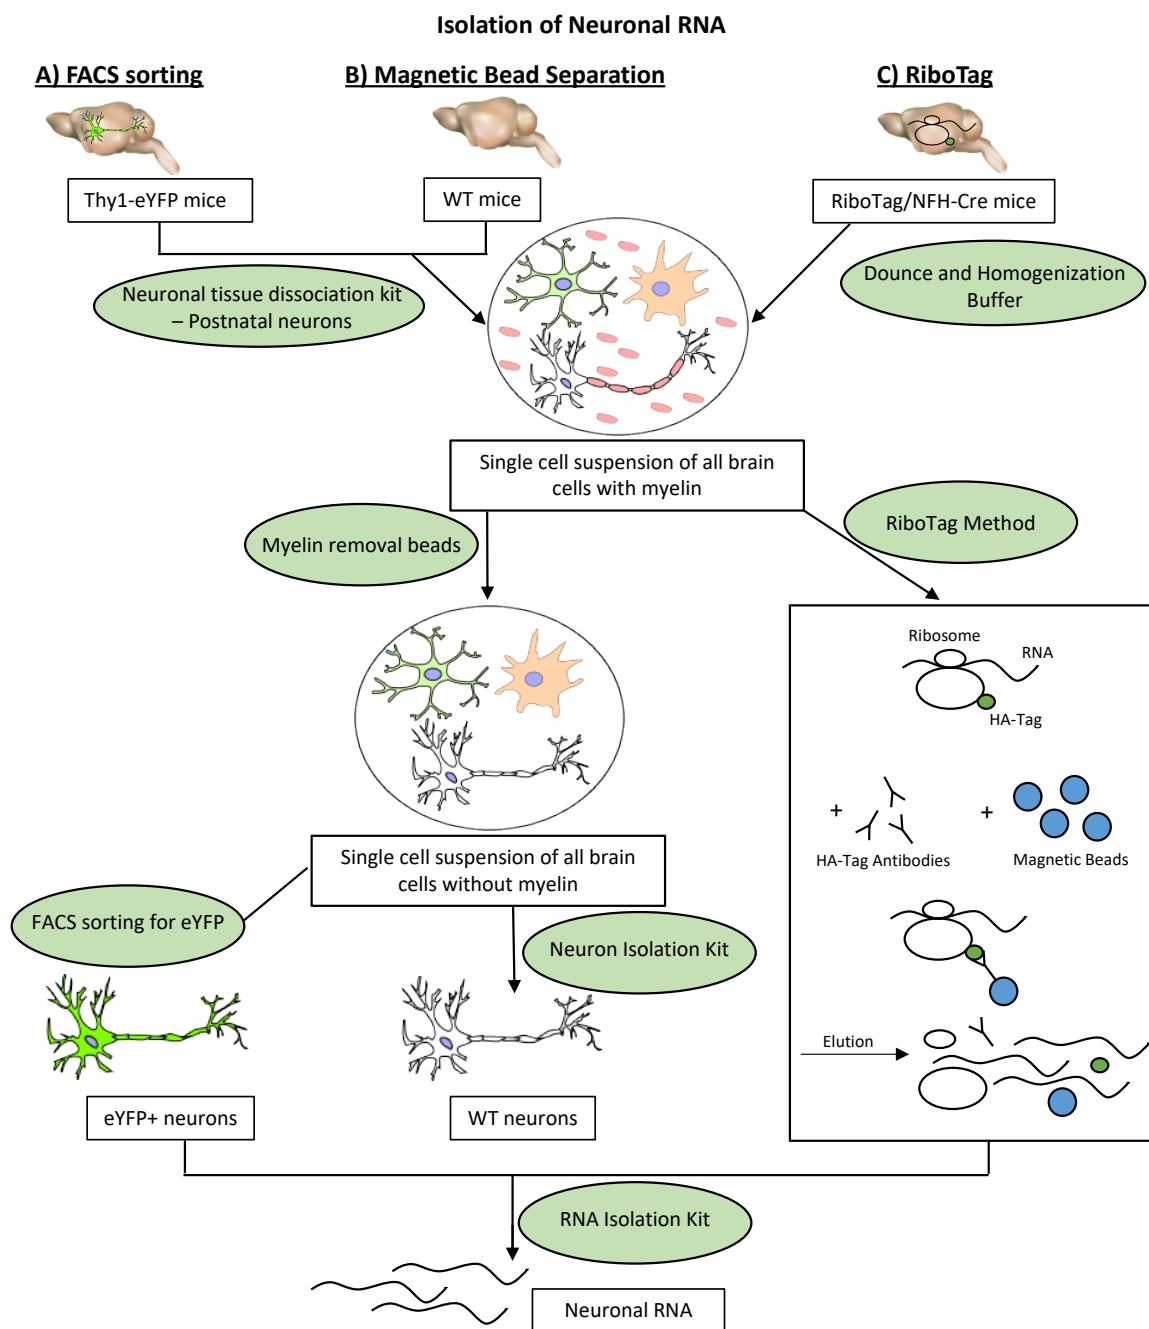 Isolation of Neuronal RNA
A) FACS sorting
B) Magnetic Bead Separation
C) RiboTag
Thy1-eYFP mice
WT mice
RiboTag/NFH-Cre mice
Neuronal tissue dissociation kit
– Postnatal neurons
Dounce and Homogenization
Buffer
Single cell suspension of all brain
cells with myelin
Myelin removal beads
RiboTag Method
Ribosome
RNA
HA-Tag
+
+
HA-Tag Antibodies
Magnetic Beads
Single cell suspension of all brain
cells without myelin
FACS sorting for eYFP
Neuron Isolation Kit
Elution
eYFP+ neurons
WT neurons
RNA Isolation Kit
Neuronal RNA